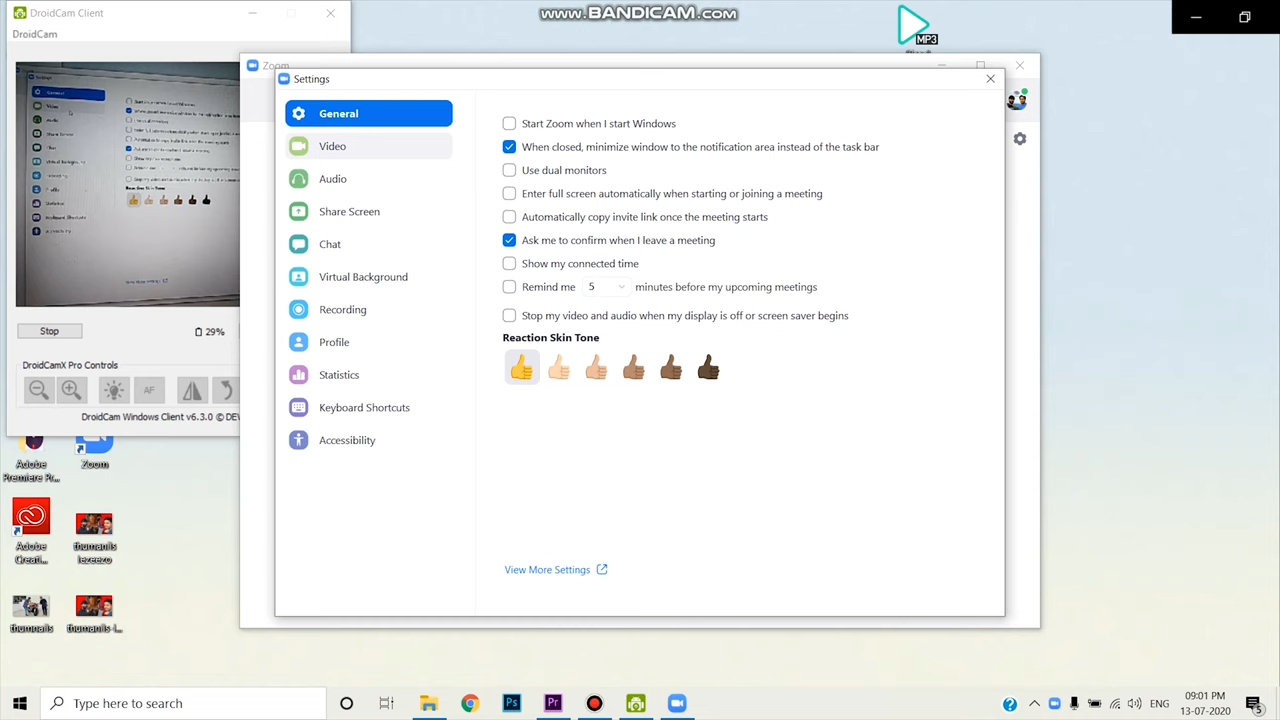 DroidCam Client
www.BANDICAM.com
DroidCam
MP3
Zoom
Settings
General
Video
Audio
Share Screen
Chat
Virtual Background
Recording
Profile
Statistics
Keyboard Shortcuts
Accessibility
Start Zoom when I start Windows
When closed, minimize window to the notification area instead of the task bar
Use dual monitors
Enter full screen automatically when starting or joining a meeting
Automatically copy invite link once the meeting starts
Ask me to confirm when I leave a meeting
Show my connected time
Remind me 5 minutes before my upcoming meetings
Stop my video and audio when my display is off or screen saver begins
Reaction Skin Tone
View More Settings
Stop
29%
DroidCamX Pro Controls
AF
DroidCam Windows Client v6.3.0 © DEV
Adobe
Premiere Pr...
Zoom
Adobe
Creati...
thumanils
lezeezo
thumnails
thumanils-l...
Type here to search
Ps
Pr
ENG
09:01 PM
13-07-2020
5